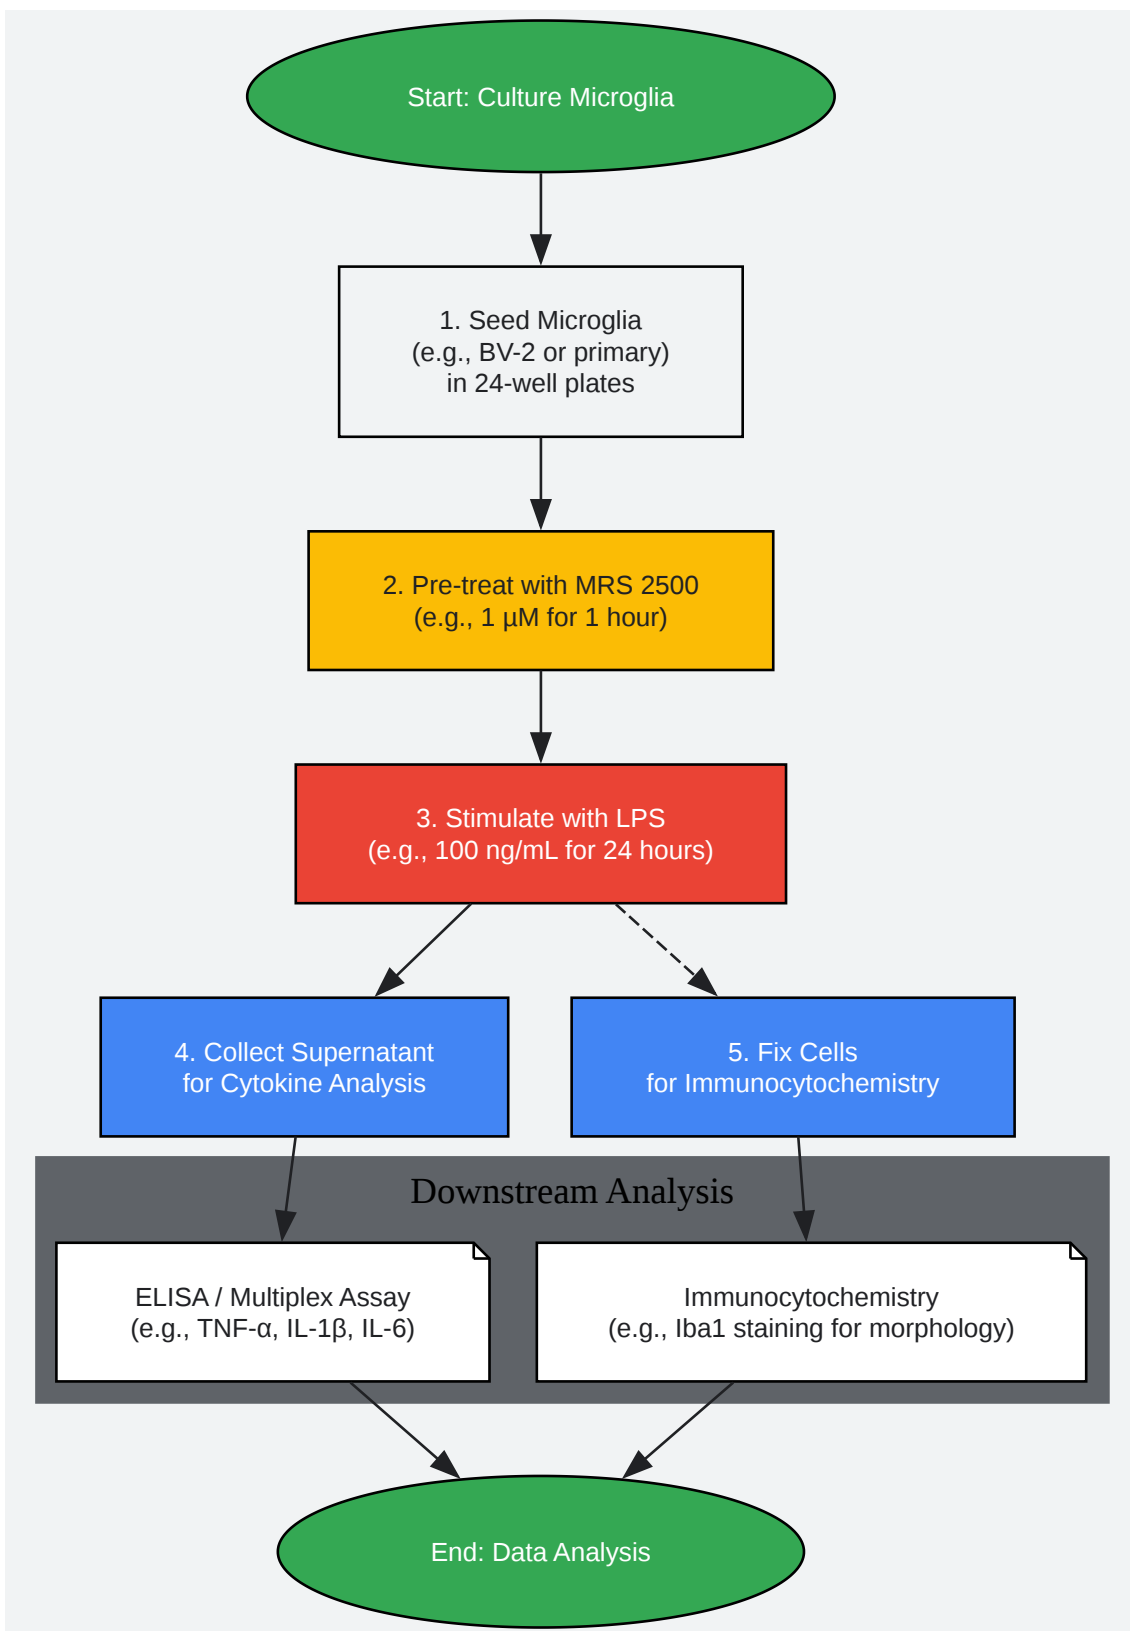 Start: Culture Microglia
1. Seed Microglia
(e.g., BV-2 or primary)
in 24-well plates
2. Pre-treat with MRS 2500
(e.g., 1 µM for 1 hour)
3. Stimulate with LPS
(e.g., 100 ng/mL for 24 hours)
4. Collect Supernatant
for Cytokine Analysis
5. Fix Cells
for Immunocytochemistry
Downstream Analysis
ELISA / Multiplex Assay
(e.g., TNF-α, IL-1β, IL-6)
Immunocytochemistry
(e.g., Iba1 staining for morphology)
End: Data Analysis